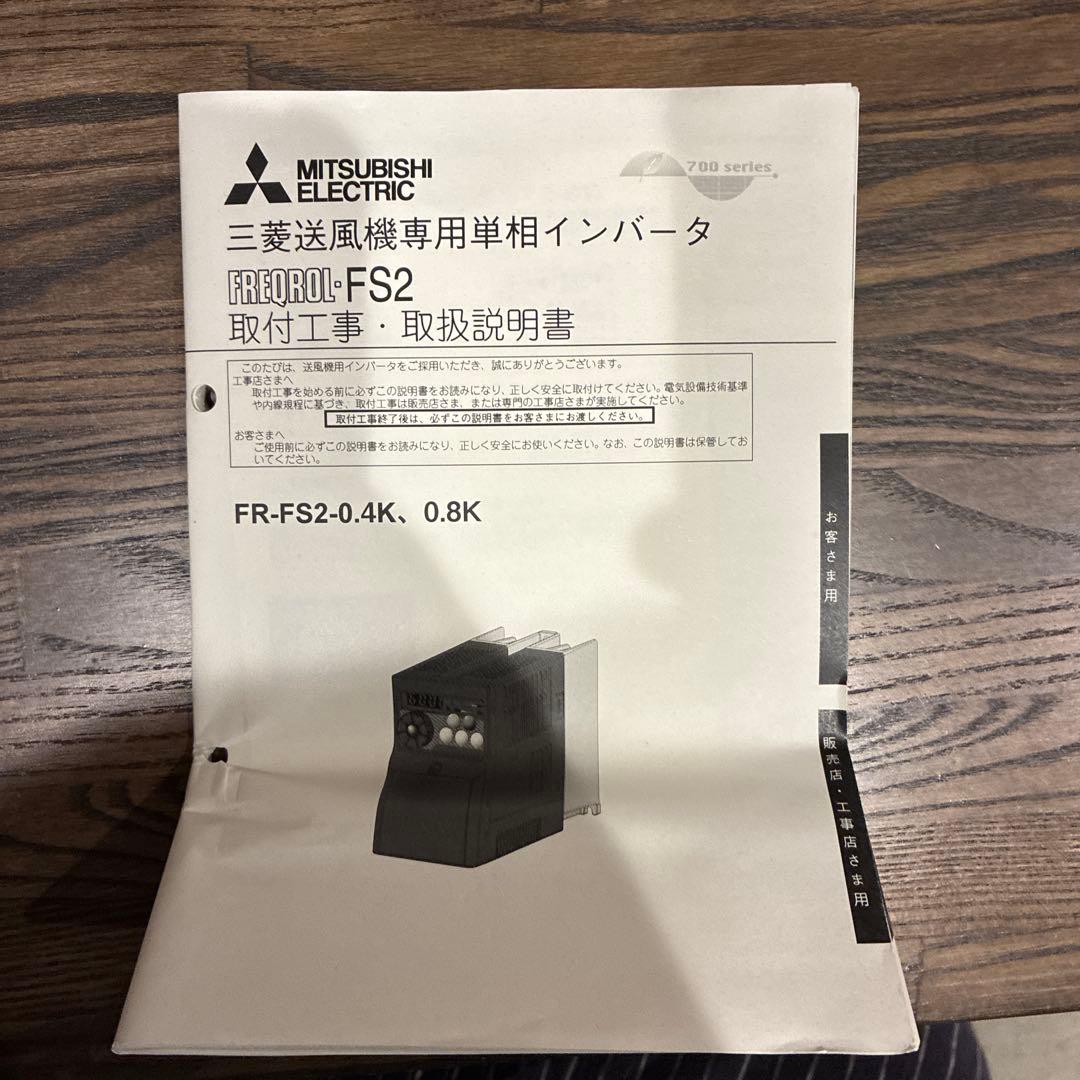 MITSUBISHI
ELECTRIC
700 series
三菱送風機専用単相インバータ
FREQROL-FS2
取付工事・取扱説明書
このたびは、送風機用インバータをご採用いただき、誠にありがとうございます。
工事店さまへ
取付工事を始める前に必ずこの説明書をお読みになり、正しく安全に取付けてください。電気設備技術基準
や内線規程に基づき、取付工事は販売店さま、または専門の工事店さまが実施してください。
取付工事終了後は、必ずこの説明書をお客さまにお渡しください。
お客さまへ
ご使用前に必ずこの説明書をお読みになり、正しく安全にお使いください。なお、この説明書は保管してお
いてください。
FR-FS2-0.4K、0.8K
お客さま用
販売店・工事店さま用